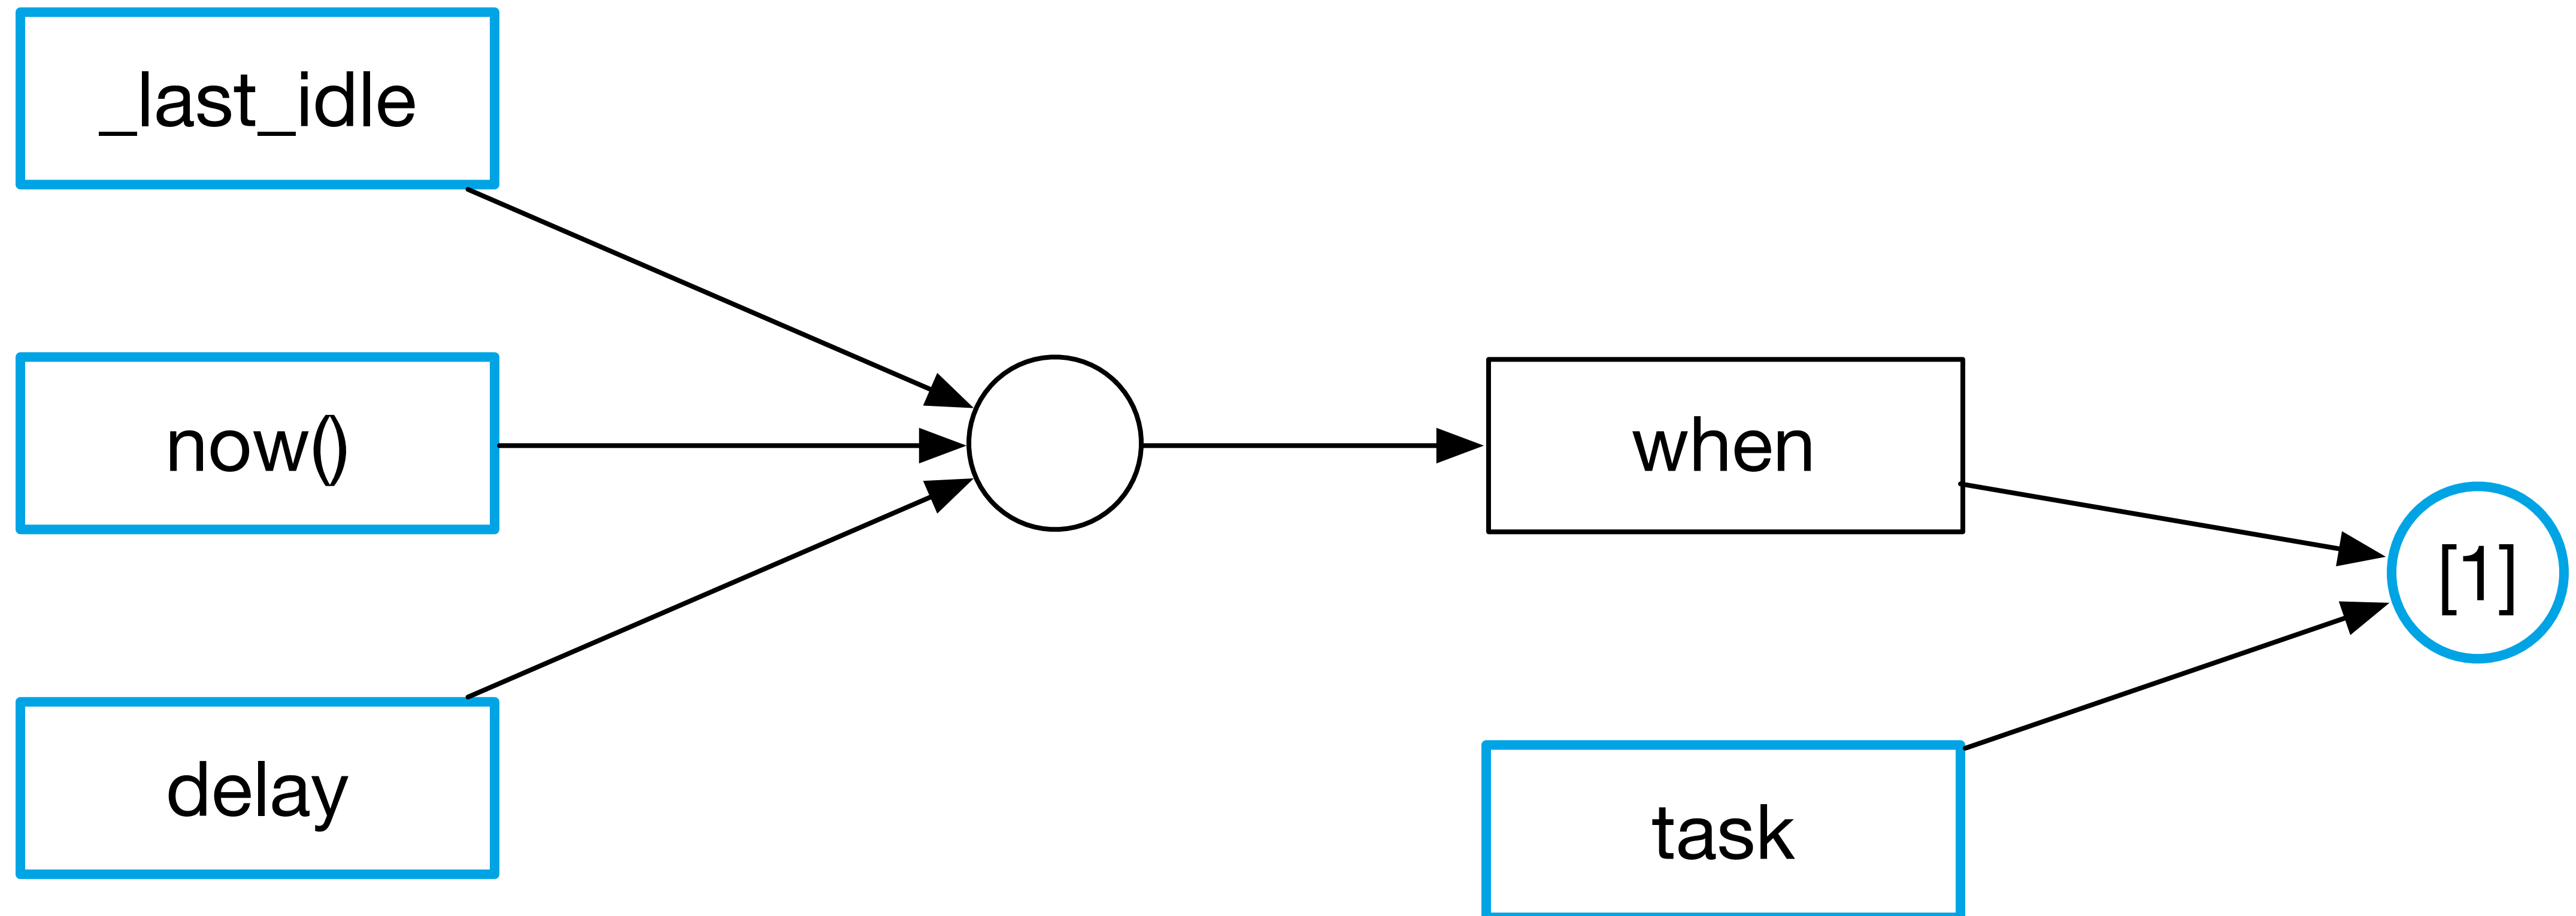 _last_idle
now()
when
[1]
delay
task